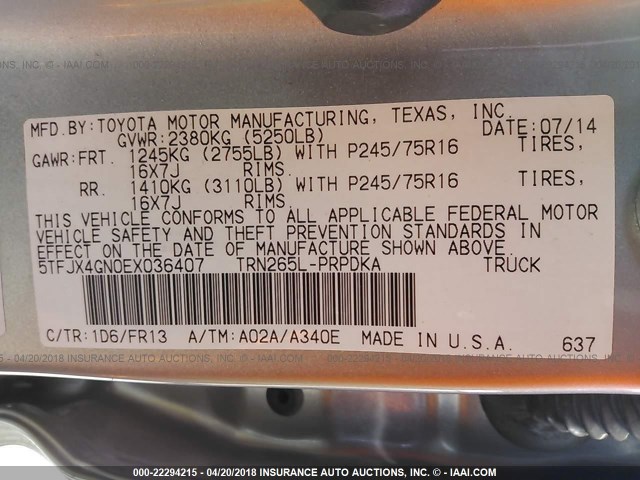 MFD.BY:TOYOTA MOTOR MANUFACTURING, TEXAS, INC.
GVWR:2380KG (5250LB) DATE:07/14
GAWR:FRT. 1245KG (2755LB) WITH P245/75R16 TIRES,
16X7J RIMS.
RR. 1410KG (3110LB) WITH P245/75R16 TIRES,
16X7J RIMS.
THIS VEHICLE CONFORMS TO ALL APPLICABLE FEDERAL MOTOR
VEHICLE SAFETY AND THEFT PREVENTION STANDARDS IN
EFFECT ON THE DATE OF MANUFACTURE SHOWN ABOVE.
5TFJX4GN0EX036407 TRN265L-PRPDKA TRUCK
C/TR:1D6/FR13 A/TM:A02A/A340E MADE IN U.S.A. 637
000-22294215 - 04/20/2018 INSURANCE AUTO AUCTIONS, INC. - © IAAI.COM